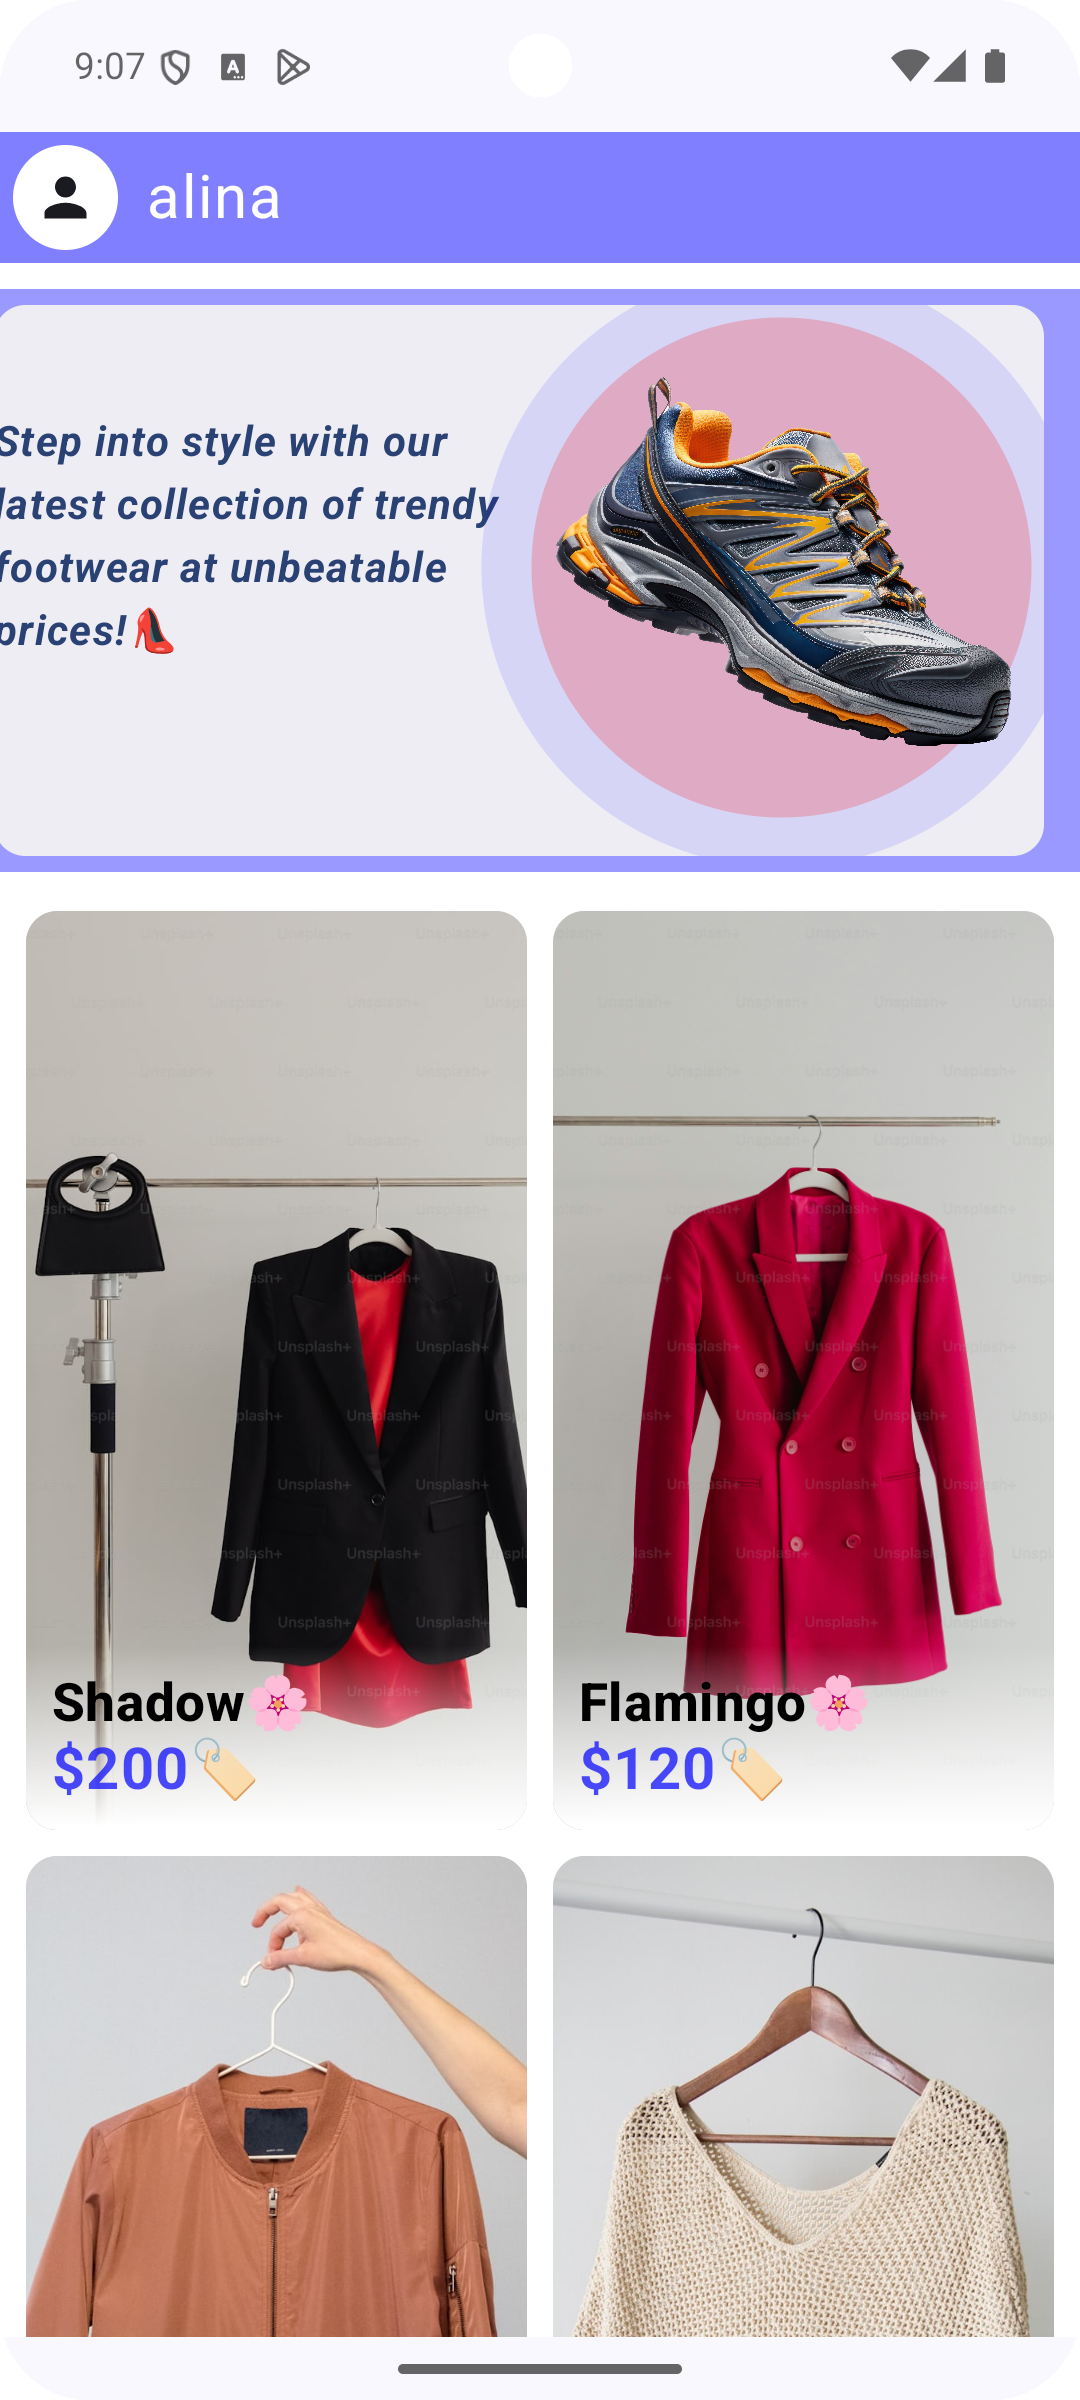 9:07
alina
Step into style with our
latest collection of trendy
footwear at unbeatable
prices!👠
Shadow🌸
$200🏷️
Flamingo🌸
$120🏷️
Unsplash+